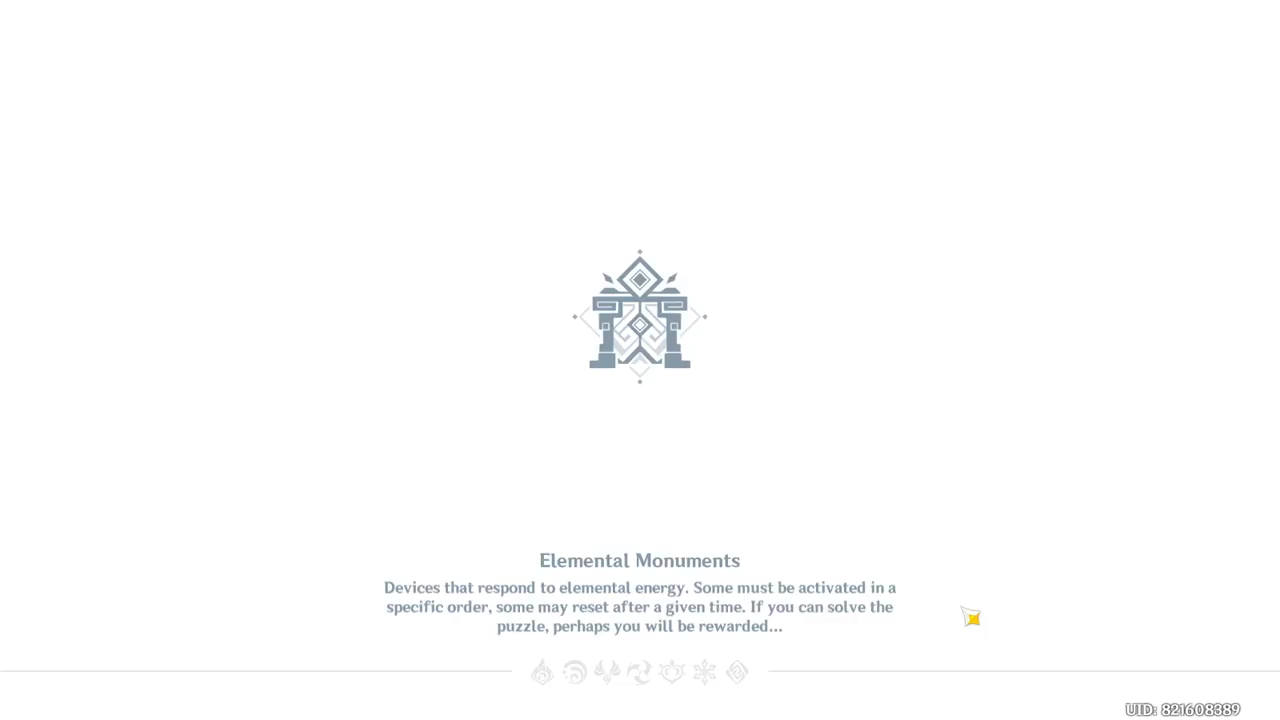 Elemental Monuments
Devices that respond to elemental energy. Some must be activated in a
specific order, some may reset after a given time. If you can solve the
puzzle, perhaps you will be rewarded...
UID: 821608389